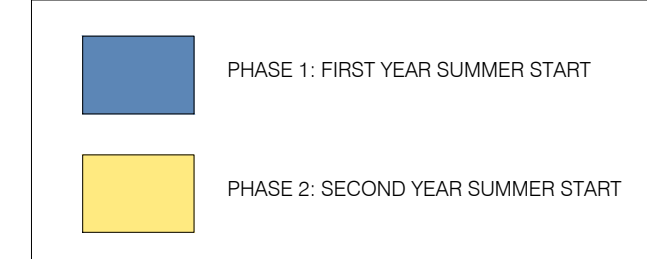 PHASE 1: FIRST YEAR SUMMER START
PHASE 2: SECOND YEAR SUMMER START